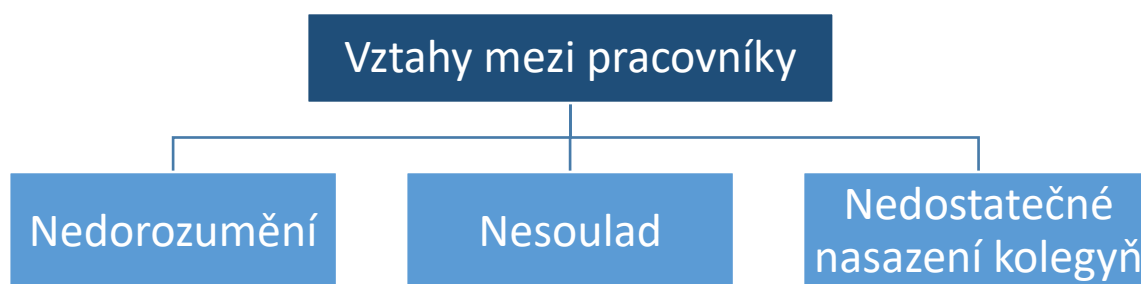 Vztahy mezi pracovníky
Nedorozumění
Nesoulad
Nedostatečné
nasazení kolegyň